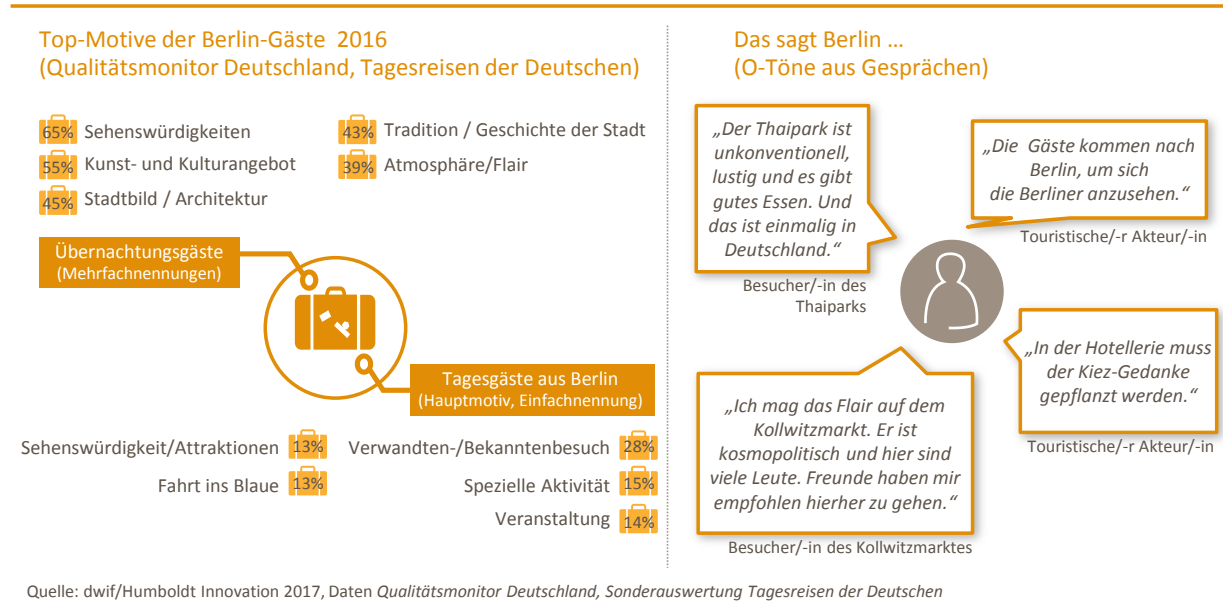 Top-Motive der Berlin-Gäste  2016
(Qualitätsmonitor Deutschland, Tagesreisen der Deutschen)
65% Sehenswürdigkeiten
55% Kunst- und Kulturangebot
45% Stadtbild / Architektur
43% Tradition / Geschichte der Stadt
39% Atmosphäre/Flair
Übernachtungsgäste
(Mehrfachnennungen)
Tagesgäste aus Berlin
(Hauptmotiv, Einfachnennung)
Sehenswürdigkeit/Attraktionen 13%
Fahrt ins Blaue 13%
Verwandten-/Bekanntenbesuch 28%
Spezielle Aktivität 15%
Veranstaltung 14%
Das sagt Berlin …
(O-Töne aus Gesprächen)
„Der Thaipark ist
unkonventionell,
lustig und es gibt
gutes Essen. Und
das ist einmalig in
Deutschland.“
Besucher/-in des
Thaiparks
„Die  Gäste kommen nach
Berlin, um sich
die Berliner anzusehen.“
Touristische/-r Akteur/-in
„In der Hotellerie muss
der Kiez-Gedanke
gepflanzt werden.“
Touristische/-r Akteur/-in
„Ich mag das Flair auf dem
Kollwitzmarkt. Er ist
kosmopolitisch und hier sind
viele Leute. Freunde haben mir
empfohlen hierher zu gehen.“
Besucher/-in des Kollwitzmarktes
Quelle: dwif/Humboldt Innovation 2017, Daten Qualitätsmonitor Deutschland, Sonderauswertung Tagesreisen der Deutschen